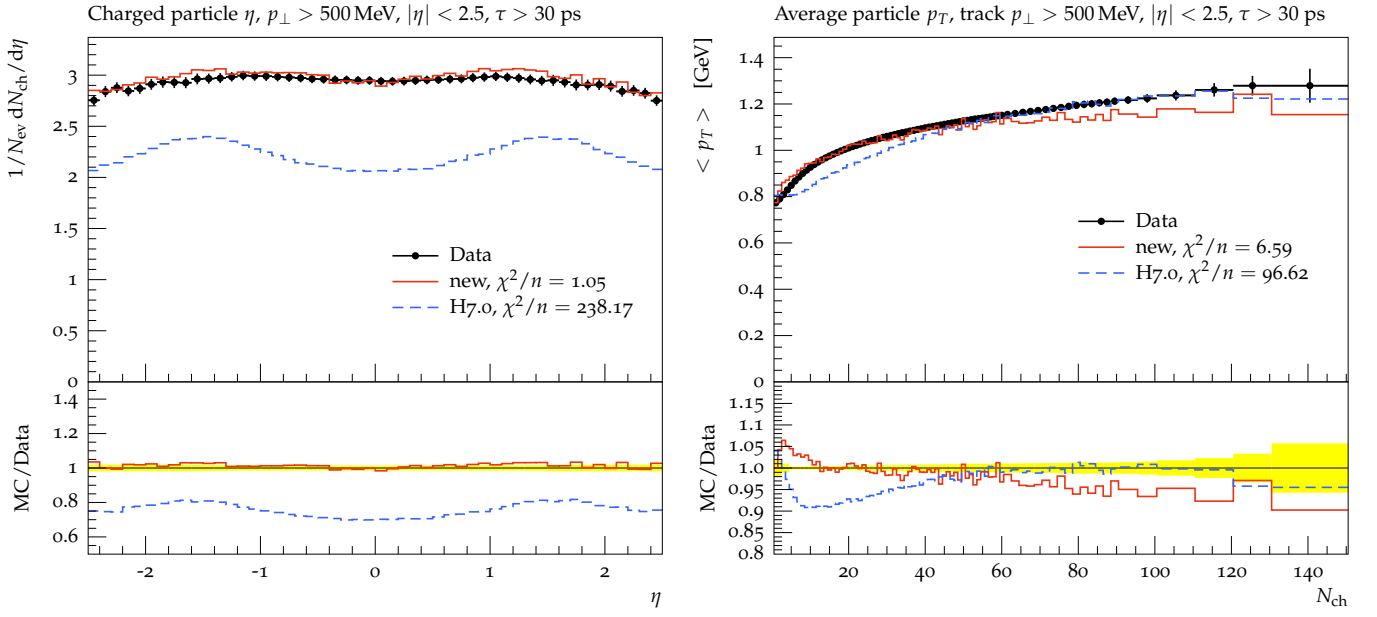 Charged particle η, p⊥ > 500 MeV, |η| < 2.5, τ > 30 ps
1/N_ev dN_ch/dη
3
2.5
2
1.5
1
0.5
0
Data
new, χ²/n = 1.05
H7.0, χ²/n = 238.17
MC/Data
1.4
1.2
1
0.8
0.6
-2 -1 0 1 2
η
Average particle p_T, track p⊥ > 500 MeV, |η| < 2.5, τ > 30 ps
< p_T > [GeV]
1.4
1.2
1
0.8
0.6
0.4
0.2
0
Data
new, χ²/n = 6.59
H7.0, χ²/n = 96.62
MC/Data
1.15
1.1
1.05
1.0
0.95
0.9
0.85
0.8
20 40 60 80 100 120 140
N_ch